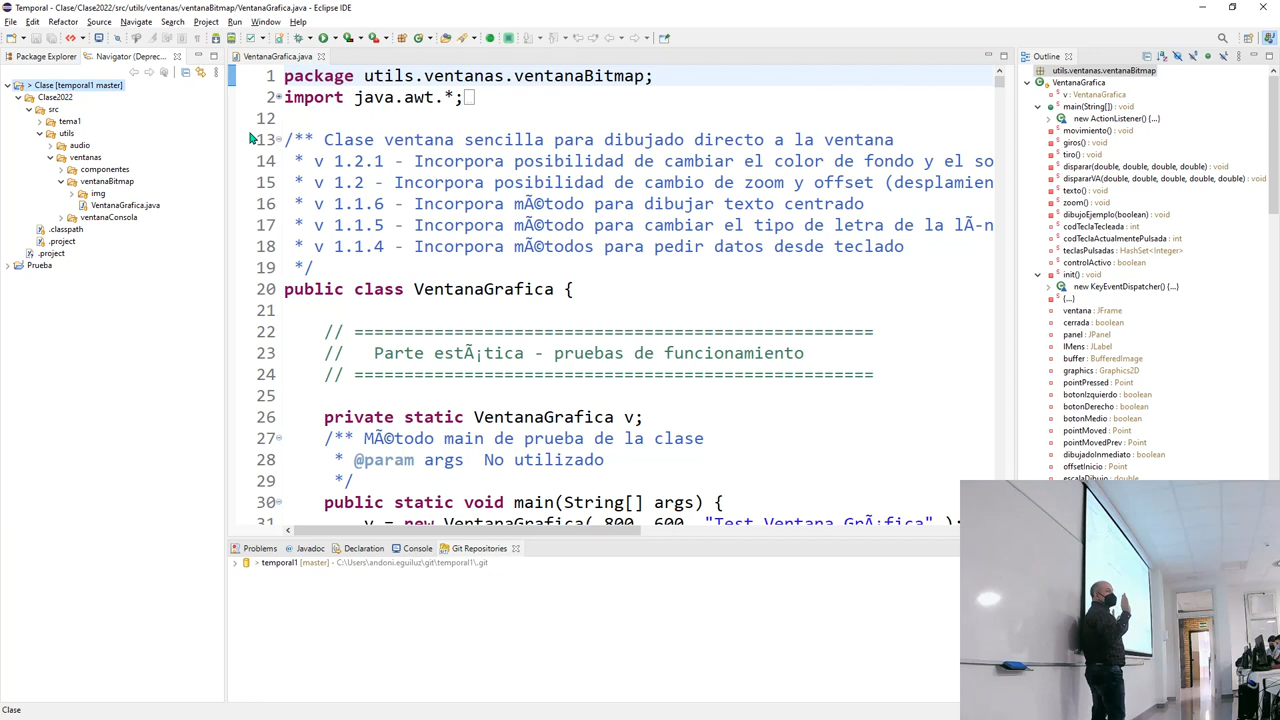 Temporal - Clase/Clase2022/src/utils/ventanas/ventanaBitmap/VentanaGrafica.java - Eclipse IDE
File Edit Refactor Source Navigate Search Project Run Window Help
Package Explorer
Navigator (Deprec...
> Clase [temporal1 master]
Clase2022
src
tema1
utils
audio
ventanas
componentes
ventanaBitmap
img
VentanaGrafica.java
ventanaConsola
.classpath
.project
.project
Prueba
VentanaGrafica.java
1 package utils.ventanas.ventanaBitmap;
2 import java.awt.*;
12
13 /** Clase ventana sencilla para dibujado directo a la ventana
14 * v 1.2.1 - Incorpora posibilidad de cambiar el color de fondo y el so
15 * v 1.2 - Incorpora posibilidad de cambio de zoom y offset (desplamien
16 * v 1.1.6 - Incorpora mÃ©todo para dibujar texto centrado
17 * v 1.1.5 - Incorpora mÃ©todo para cambiar el tipo de letra de la lÃ-n
18 * v 1.1.4 - Incorpora mÃ©todos para pedir datos desde teclado
19 */
20 public class VentanaGrafica {
21
22 // ====================================================
23 // Parte estÃ¡tica - pruebas de funcionamiento
24 // ====================================================
25
26 private static VentanaGrafica v;
27 /** MÃ©todo main de prueba de la clase
28 * @param args No utilizado
29 */
30 public static void main(String[] args) {
31 v = new VentanaGrafica( 800, 600, "Test Ventana GrÃ¡fica" );
Outline
utils.ventanas.ventanaBitmap
VentanaGrafica
v : VentanaGrafica
main(String[]) : void
new ActionListener() {...}
movimiento() : void
giros() : void
tiro() : void
disparar(double, double, double, double) : void
dispararVA(double, double, double, double) : void
texto() : void
zoom() : void
dibujoEjemplo(boolean) : void
codTeclaTecleada : int
codTeclaActualmentePulsada : int
teclasPulsadas : HashSet<Integer>
controlActivo : boolean
init() : void
new KeyEventDispatcher() {...}
{...}
ventana : JFrame
cerrada : boolean
panel : JPanel
lMens : JLabel
buffer : BufferedImage
graphics : Graphics2D
pointPressed : Point
botonIzquierdo : boolean
botonDerecho : boolean
botonMedio : boolean
pointMoved : Point
pointMovedPrev : Point
dibujadoInmediato : boolean
offsetInicio : Point
escalaDibujo : double
Problems Javadoc Declaration Console Git Repositories
> temporal1 [master] - C:\Users\andoni.eguiluz\git\temporal1\.git
Clase